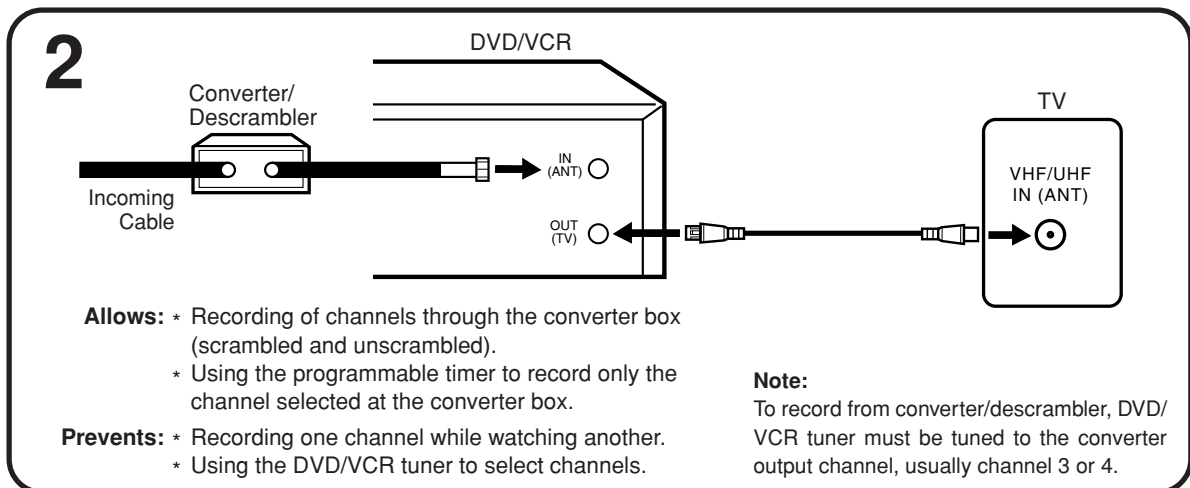 2
DVD/VCR
Converter/
Descrambler
TV
IN
(ANT)
VHF/UHF
IN (ANT)
Incoming
Cable
OUT
(TV)
Allows: * Recording of channels through the converter box
(scrambled and unscrambled).
* Using the programmable timer to record only the
channel selected at the converter box.
Prevents: * Recording one channel while watching another.
* Using the DVD/VCR tuner to select channels.
Note:
To record from converter/descrambler, DVD/
VCR tuner must be tuned to the converter
output channel, usually channel 3 or 4.